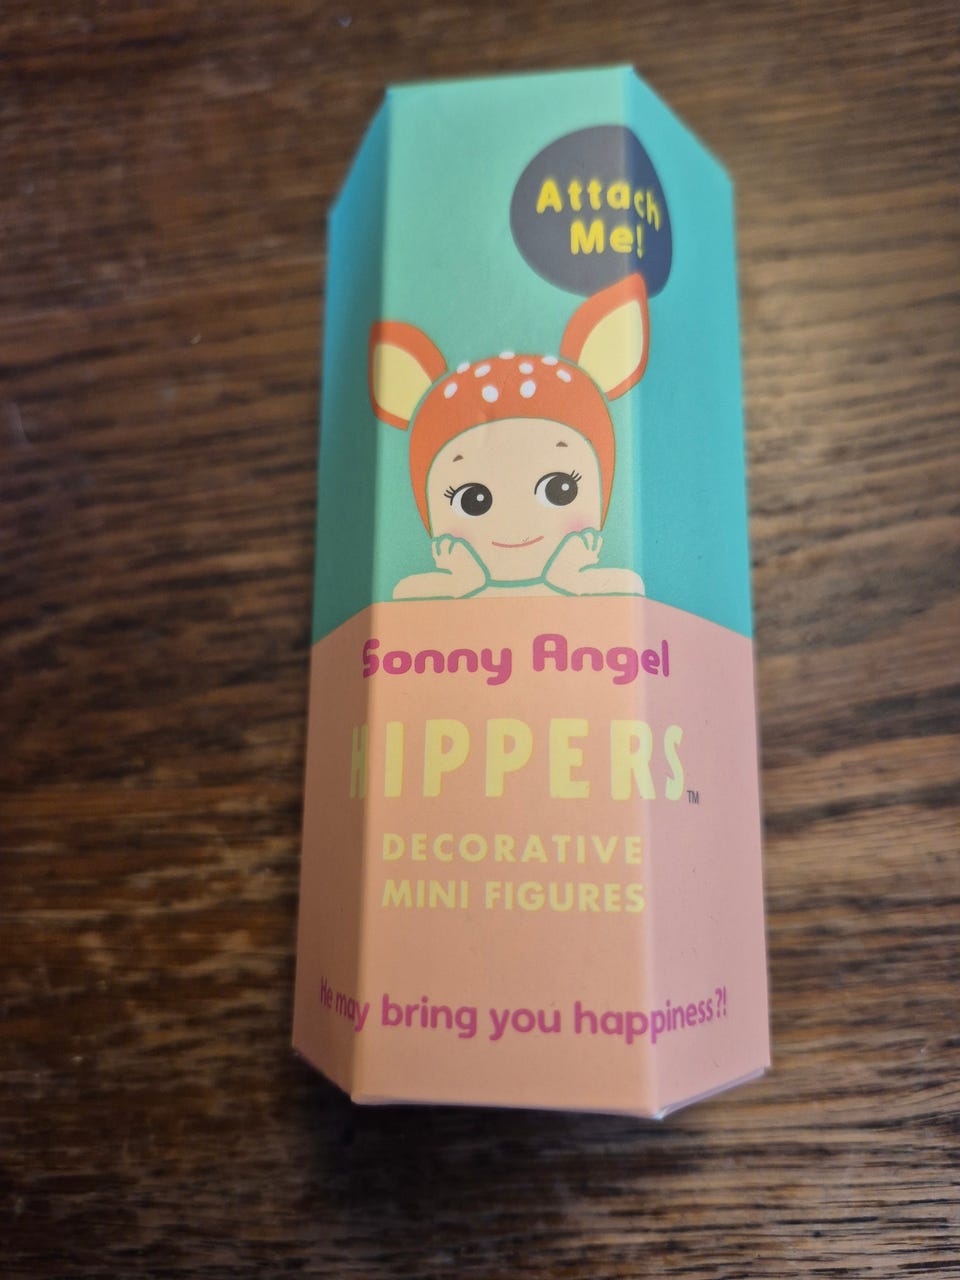 Attach
Me!
Sonny Angel
HIPPERS™
DECORATIVE
MINI FIGURES
He may bring you happiness?!